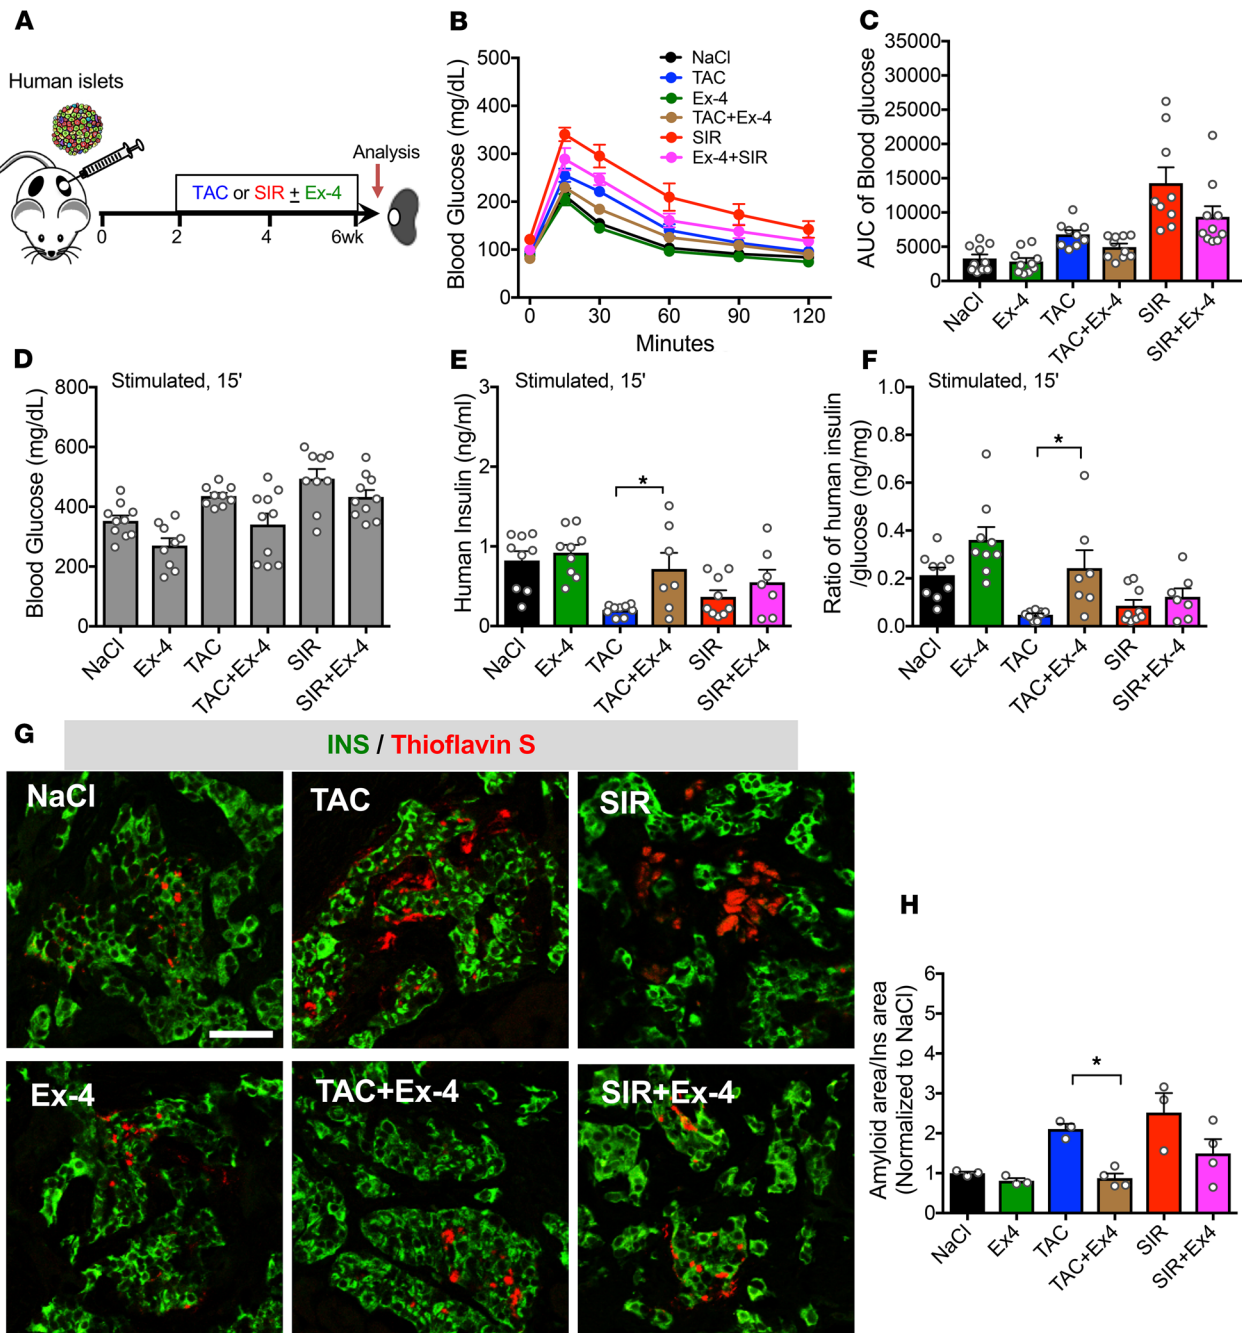 A
Human islets
Analysis
TAC or SIR ± Ex-4
0
2
4
6wk
B
Blood Glucose (mg/dL)
500
400
300
200
100
0
NaCl
TAC
Ex-4
TAC+Ex-4
SIR
Ex-4+SIR
0
30
60
90
120
Minutes
C
AUC of Blood glucose
35000
30000
25000
20000
15000
10000
5000
0
NaCl
Ex-4
TAC
TAC+Ex-4
SIR
SIR+Ex-4
D
Stimulated, 15'
Blood Glucose (mg/dL)
800
600
400
200
0
NaCl
Ex-4
TAC
TAC+Ex-4
SIR
SIR+Ex-4
E
Stimulated, 15'
Human Insulin (ng/ml)
3
2
1
0
*
NaCl
Ex-4
TAC
TAC+Ex-4
SIR
SIR+Ex-4
F
Stimulated, 15'
Ratio of human insulin
/glucose (ng/mg)
1.0
0.8
0.6
0.4
0.2
0.0
*
NaCl
Ex-4
TAC
TAC+Ex-4
SIR
SIR+Ex-4
G
INS / Thioflavin S
NaCl
TAC
SIR
Ex-4
TAC+Ex-4
SIR+Ex-4
H
Amyloid area/Ins area
(Normalized to NaCl)
6
5
4
3
2
1
0
*
NaCl
Ex4
TAC
TAC+Ex4
SIR
SIR+Ex4